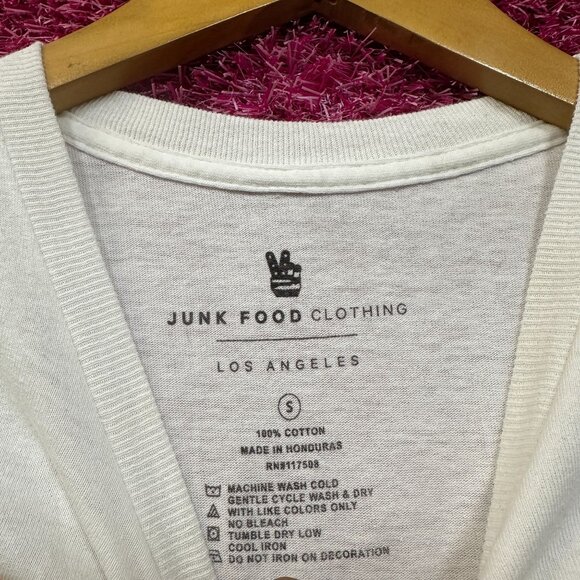 JUNK FOOD CLOTHING
LOS ANGELES
S
100% COTTON
MADE IN HONDURAS
RN#117508
MACHINE WASH COLD
GENTLE CYCLE WASH & DRY
WITH LIKE COLORS ONLY
NO BLEACH
TUMBLE DRY LOW
COOL IRON
DO NOT IRON ON DECORATION